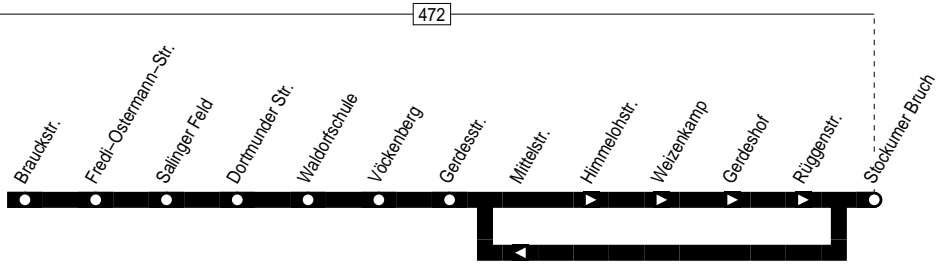 472
Brauckstr.
Fredi–Ostermann–Str.
Salinger Feld
Dortmunder Str.
Waldorfschule
Vöckenberg
Gerdesstr.
Mittelstr.
Himmelohstr.
Weizenkamp
Gerdeshof
Rüggenstr.
Stockumer Bruch